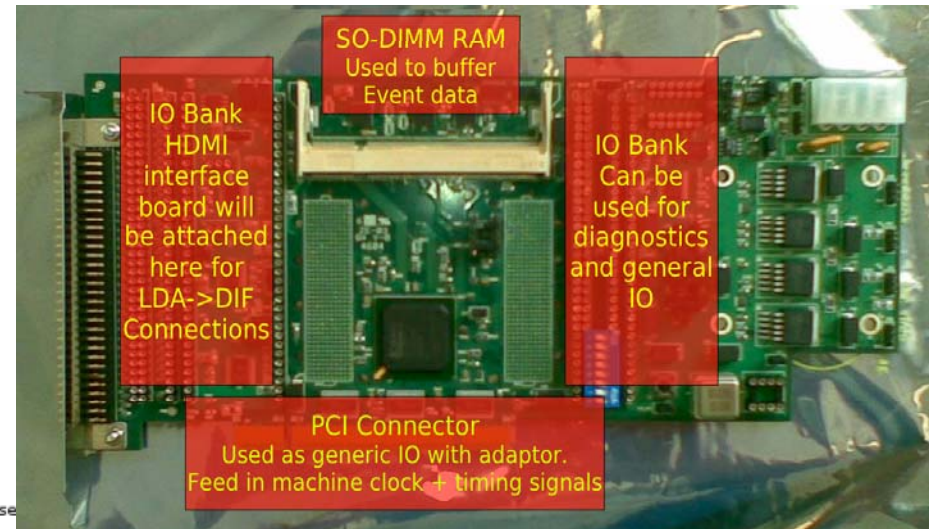 SO-DIMM RAM
Used to buffer
Event data
IO Bank
HDMI
interface
board will
be attached
here for
LDA->DIF
Connections
IO Bank
Can be
used for
diagnostics
and general
IO
PCI Connector
Used as generic IO with adaptor.
Feed in machine clock + timing signals
se